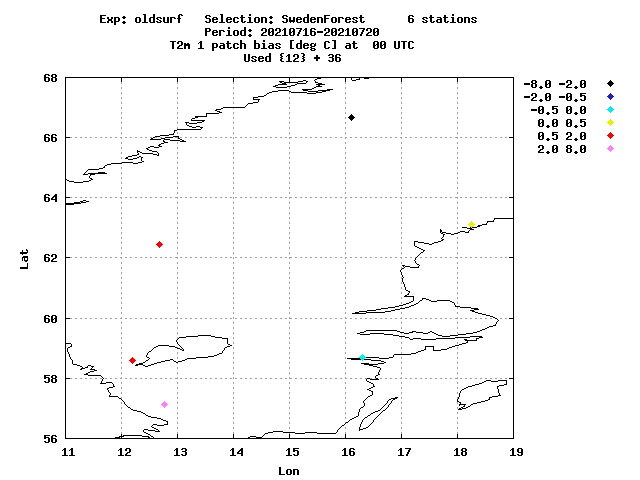 Exp: oldsurf Selection: SwedenForest 6 stations
Period: 20210716-20210720
T2m 1 patch bias [deg C] at 00 UTC
Used {12} + 36
-8.0 -2.0
-2.0 -0.5
-0.5 0.0
0.0 0.5
0.5 2.0
2.0 8.0
68
66
64
62
60
58
56
Lat
11 12 13 14 15 16 17 18 19
Lon